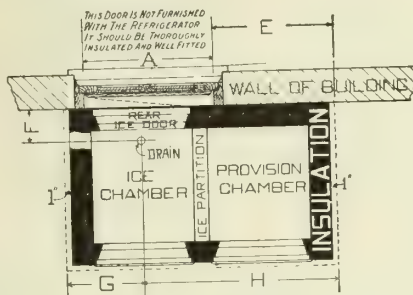 THIS DOOR IS NOT FURNISHED
WITH THE REFRIGERATOR
IT SHOULD BE THOROUGHLY
INSULATED AND WELL FITTED
A
E
WALL OF BUILDING
F
REAR
ICE DOOR
DRAIN
ICE
CHAMBER
ICE PARTITION
PROVISION
CHAMBER
INSULATION
1"
1"
G
H